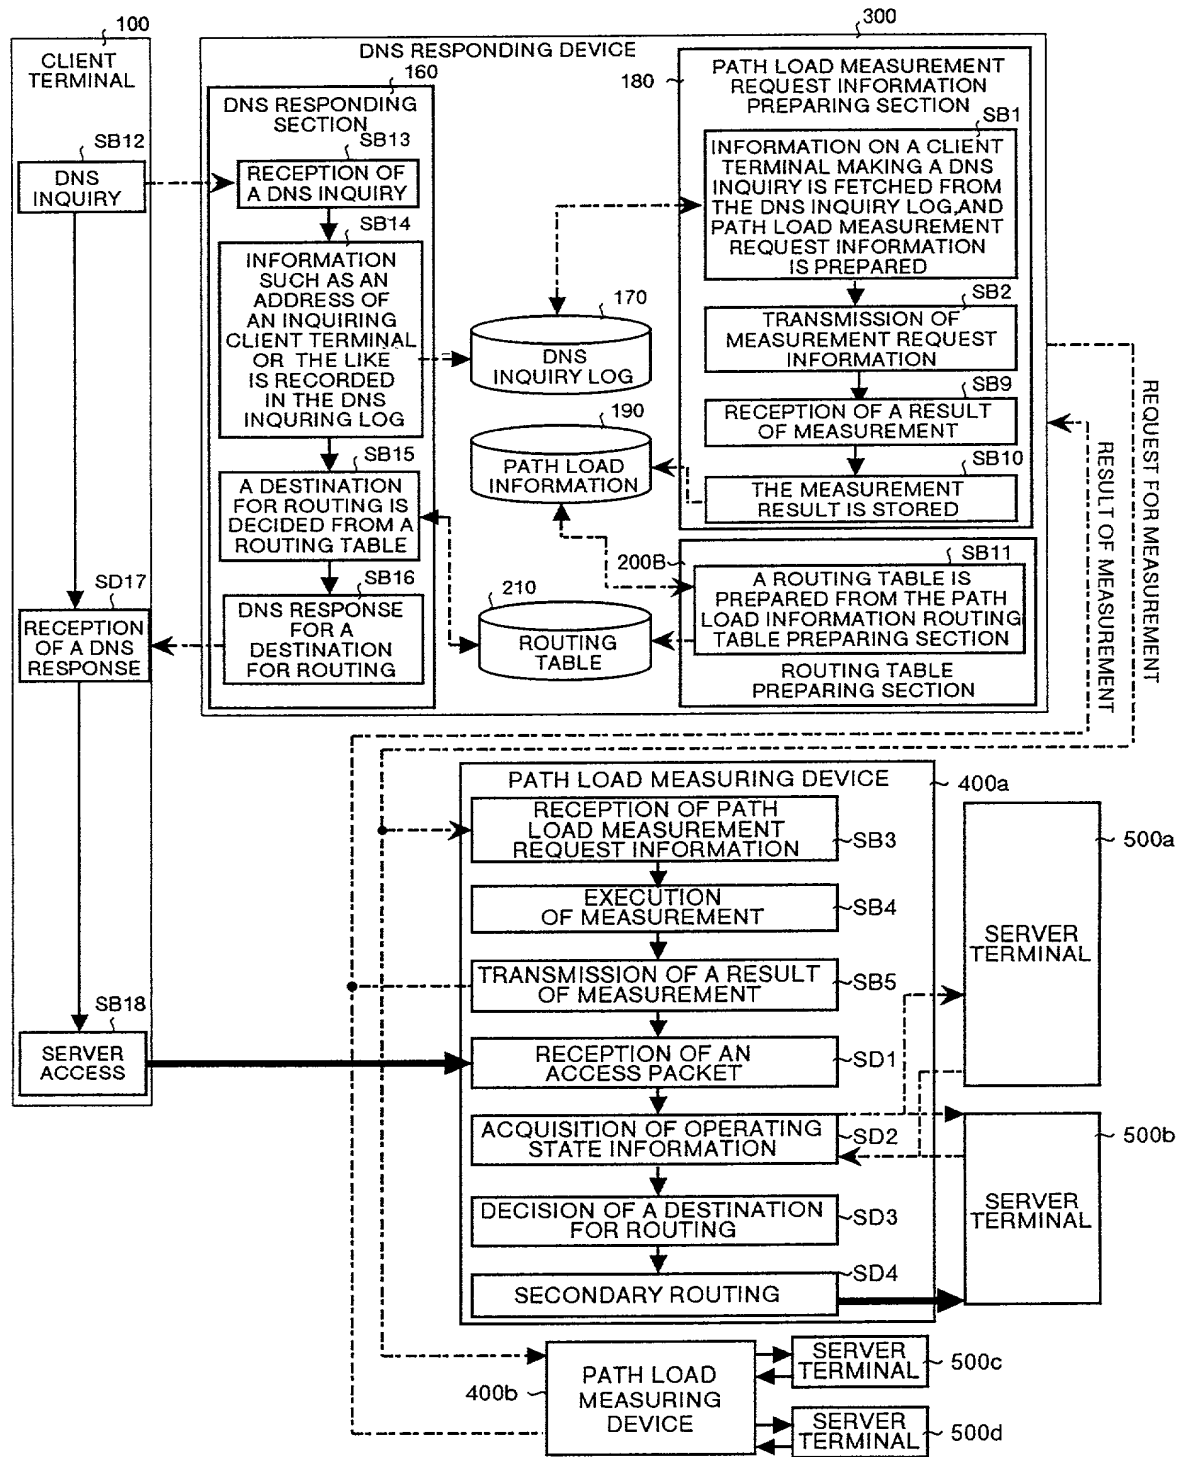 100
CLIENT
TERMINAL
SB12
DNS
INQUIRY
SD17
RECEPTION
OF A DNS
RESPONSE
SB18
SERVER
ACCESS
300
DNS RESPONDING DEVICE
160
DNS RESPONDING
SECTION
SB13
RECEPTION OF
A DNS INQUIRY
SB14
INFORMATION
SUCH AS AN
ADDRESS OF
AN INQUIRING
CLIENT TERMINAL
OR THE LIKE
IS RECORDED
IN THE DNS
INQURING LOG
SB15
A DESTINATION
FOR ROUTING IS
DECIDED FROM A
ROUTING TABLE
SB16
DNS RESPONSE
FOR A
DESTINATION
FOR ROUTING
170
DNS
INQUIRY LOG
190
PATH LOAD
INFORMATION
210
ROUTING
TABLE
180
PATH LOAD MEASUREMENT
REQUEST INFORMATION
PREPARING SECTION
SB1
INFORMATION ON A CLIENT
TERMINAL MAKING A DNS
INQUIRY IS FETCHED FROM
THE DNS INQUIRY LOG,AND
PATH LOAD MEASUREMENT
REQUEST INFORMATION
IS PREPARED
SB2
TRANSMISSION OF
MEASUREMENT REQUEST
INFORMATION
SB9
RECEPTION OF A RESULT
OF MEASUREMENT
SB10
THE MEASUREMENT
RESULT IS STORED
200B
SB11
A ROUTING TABLE IS
PREPARED FROM THE PATH
LOAD INFORMATION ROUTING
TABLE PREPARING SECTION
ROUTING TABLE
PREPARING SECTION
REQUEST FOR MEASUREMENT
RESULT OF MEASUREMENT
PATH LOAD MEASURING DEVICE
400a
RECEPTION OF PATH
LOAD MEASUREMENT
REQUEST INFORMATION
SB3
EXECUTION
OF MEASUREMENT
SB4
TRANSMISSION OF A RESULT
OF MEASUREMENT
SB5
RECEPTION OF AN
ACCESS PACKET
SD1
ACQUISITION OF OPERATING
STATE INFORMATION
SD2
DECISION OF A DESTINATION
FOR ROUTING
SD3
SD4
SECONDARY ROUTING
500a
SERVER
TERMINAL
500b
SERVER
TERMINAL
400b
PATH LOAD
MEASURING
DEVICE
SERVER
TERMINAL
500c
SERVER
TERMINAL
500d